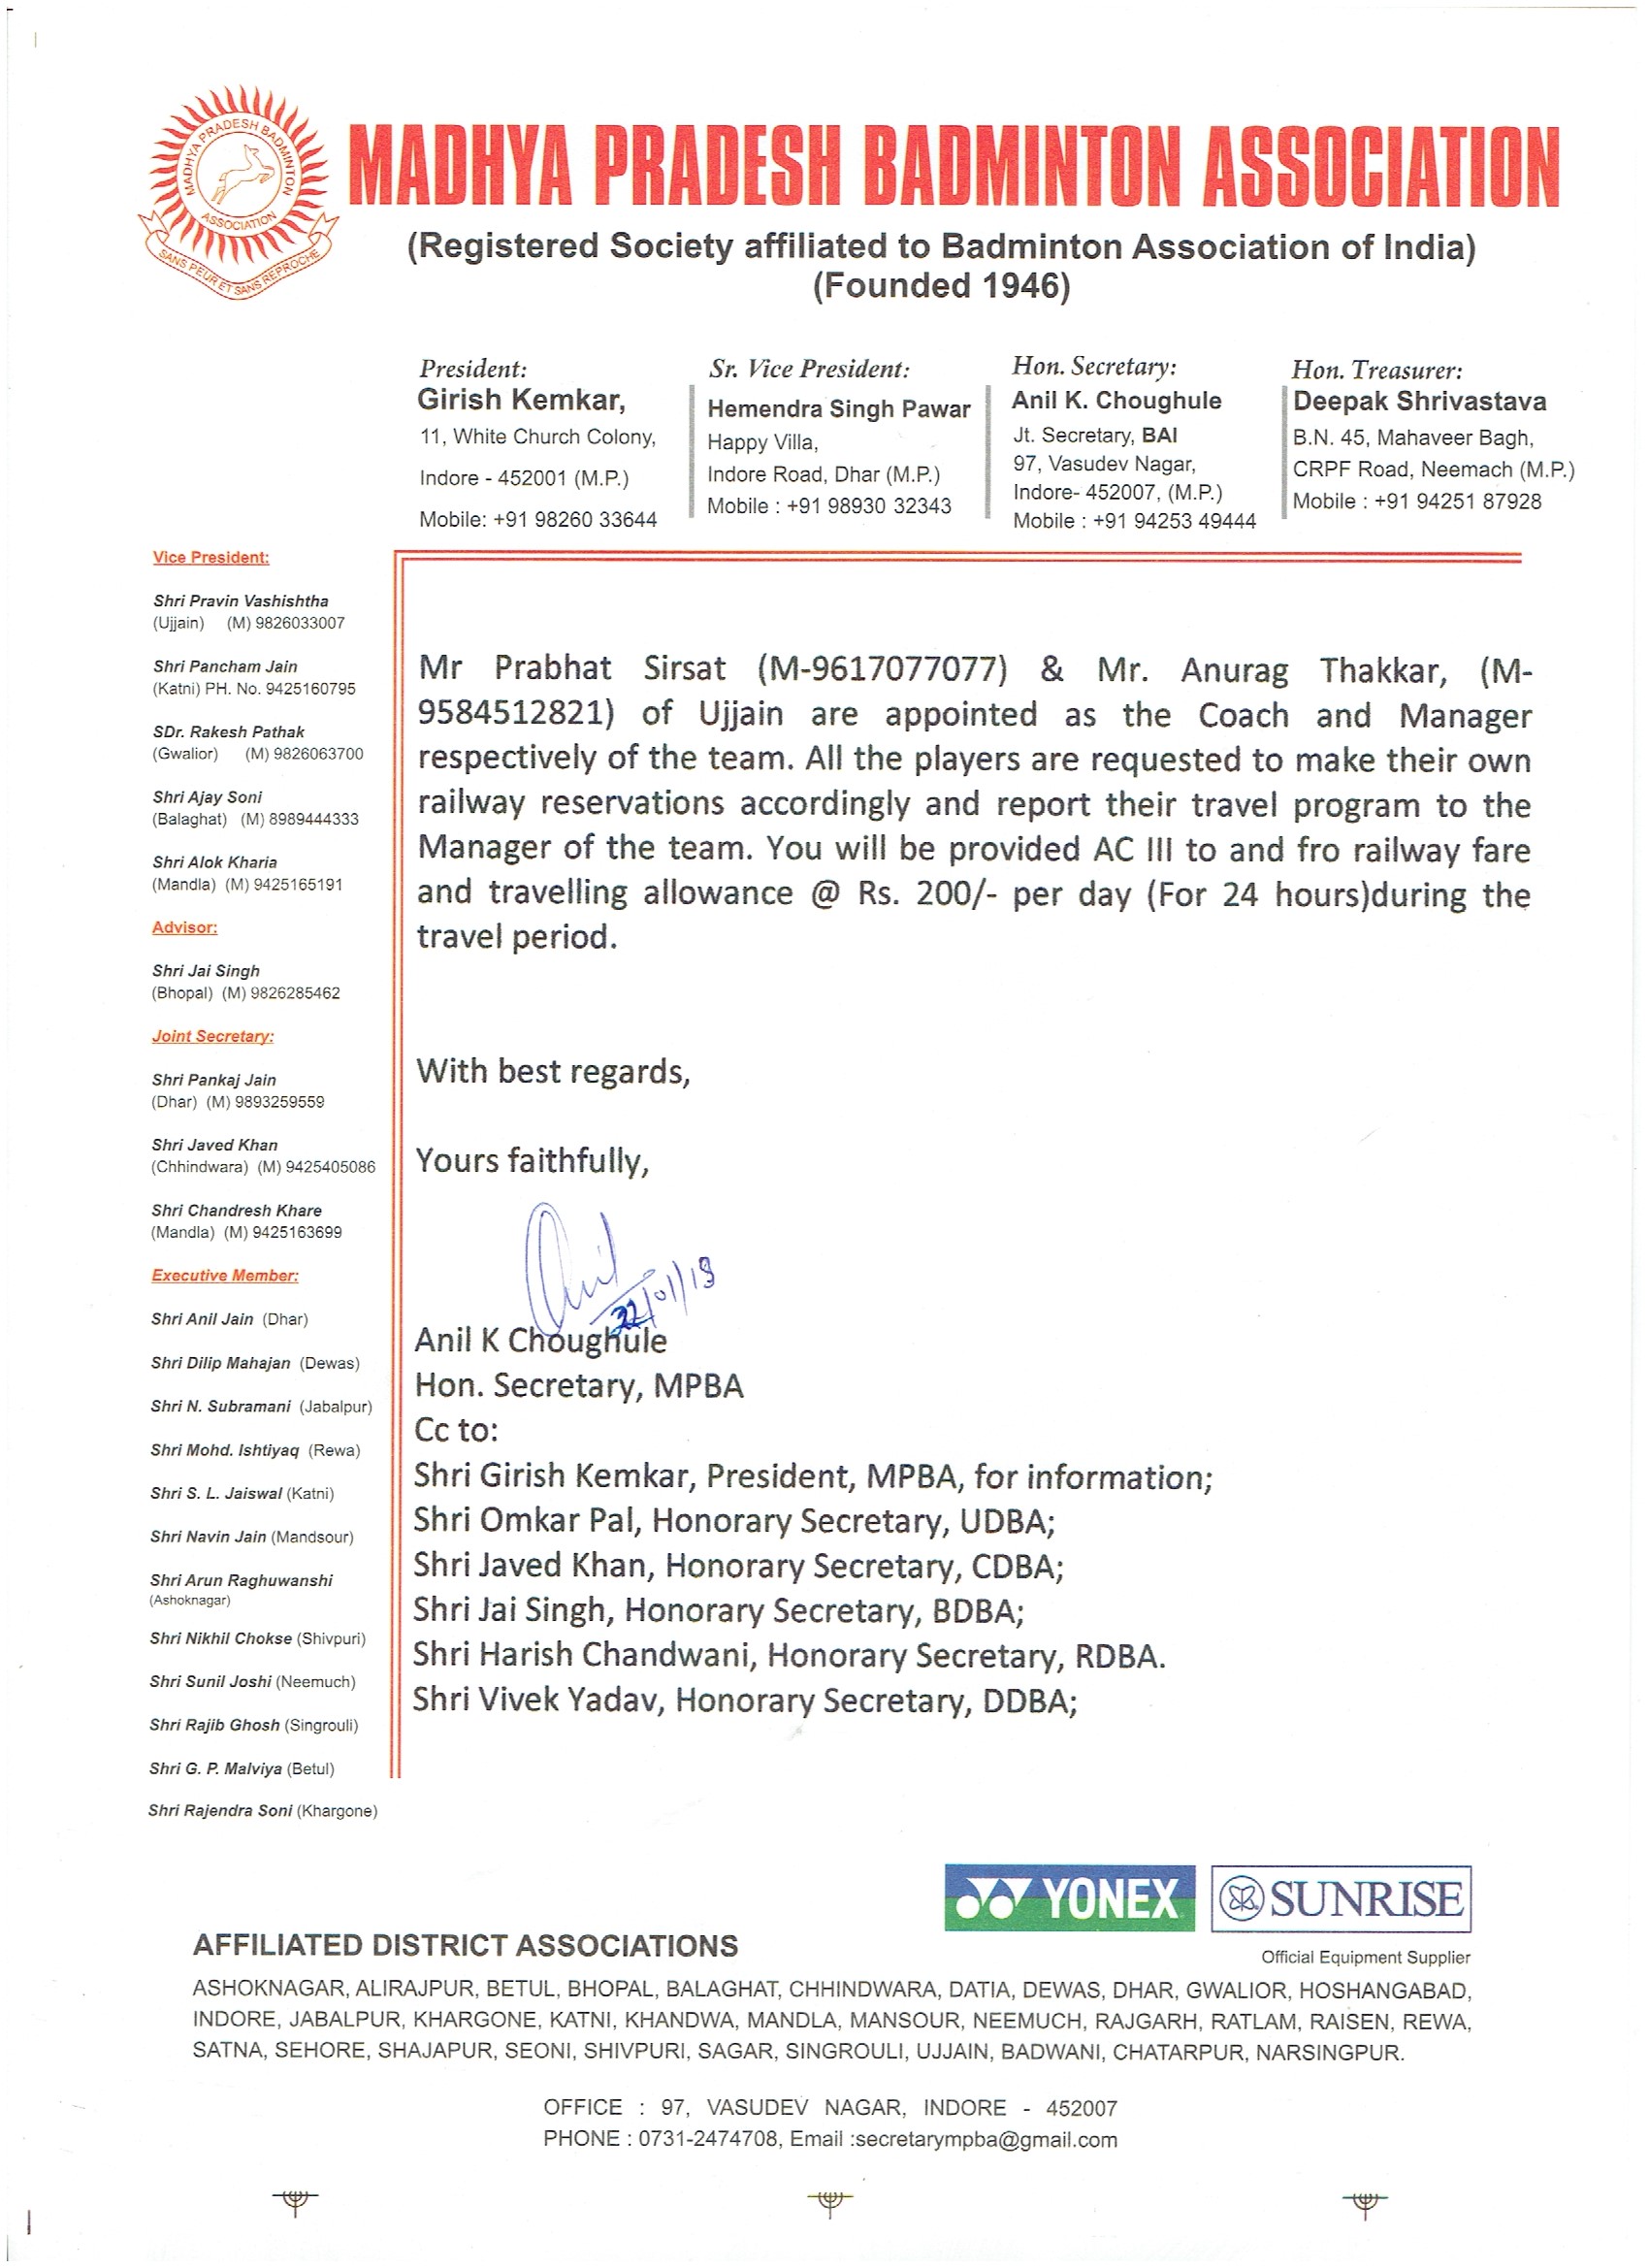 MADHYA PRADESH BADMINTON ASSOCIATION
SANS PEUR ET SANS REPROCHE
MADHYA PRADESH BADMINTON ASSOCIATION
(Registered Society affiliated to Badminton Association of India)
(Founded 1946)
President:
Girish Kemkar,
11, White Church Colony,
Indore - 452001 (M.P.)
Mobile: +91 98260 33644
Sr. Vice President:
Hemendra Singh Pawar
Happy Villa,
Indore Road, Dhar (M.P.)
Mobile : +91 98930 32343
Hon. Secretary:
Anil K. Choughule
Jt. Secretary, BAI
97, Vasudev Nagar,
Indore- 452007, (M.P.)
Mobile : +91 94253 49444
Hon. Treasurer:
Deepak Shrivastava
B.N. 45, Mahaveer Bagh,
CRPF Road, Neemach (M.P.)
Mobile : +91 94251 87928
Vice President:
Shri Pravin Vashishtha
(Ujjain) (M) 9826033007
Shri Pancham Jain
(Katni) PH. No. 9425160795
SDr. Rakesh Pathak
(Gwalior) (M) 9826063700
Shri Ajay Soni
(Balaghat) (M) 8989444333
Shri Alok Kharia
(Mandla) (M) 9425165191
Advisor:
Shri Jai Singh
(Bhopal) (M) 9826285462
Joint Secretary:
Shri Pankaj Jain
(Dhar) (M) 9893259559
Shri Javed Khan
(Chhindwara) (M) 9425405086
Shri Chandresh Khare
(Mandla) (M) 9425163699
Executive Member:
Shri Anil Jain (Dhar)
Shri Dilip Mahajan (Dewas)
Shri N. Subramani (Jabalpur)
Shri Mohd. Ishtiyaq (Rewa)
Shri S. L. Jaiswal (Katni)
Shri Navin Jain (Mandsour)
Shri Arun Raghuwanshi
(Ashoknagar)
Shri Nikhil Chokse (Shivpuri)
Shri Sunil Joshi (Neemuch)
Shri Rajib Ghosh (Singrouli)
Shri G. P. Malviya (Betul)
Shri Rajendra Soni (Khargone)
Mr Prabhat Sirsat (M-9617077077) & Mr. Anurag Thakkar, (M-
9584512821) of Ujjain are appointed as the Coach and Manager
respectively of the team. All the players are requested to make their own
railway reservations accordingly and report their travel program to the
Manager of the team. You will be provided AC III to and fro railway fare
and travelling allowance @ Rs. 200/- per day (For 24 hours)during the
travel period.
With best regards,
Yours faithfully,
Anil
22/01/19
Anil K Choughule
Hon. Secretary, MPBA
Cc to:
Shri Girish Kemkar, President, MPBA, for information;
Shri Omkar Pal, Honorary Secretary, UDBA;
Shri Javed Khan, Honorary Secretary, CDBA;
Shri Jai Singh, Honorary Secretary, BDBA;
Shri Harish Chandwani, Honorary Secretary, RDBA.
Shri Vivek Yadav, Honorary Secretary, DDBA;
YONEX
SUNRISE
Official Equipment Supplier
AFFILIATED DISTRICT ASSOCIATIONS
ASHOKNAGAR, ALIRAJPUR, BETUL, BHOPAL, BALAGHAT, CHHINDWARA, DATIA, DEWAS, DHAR, GWALIOR, HOSHANGABAD,
INDORE, JABALPUR, KHARGONE, KATNI, KHANDWA, MANDLA, MANSOUR, NEEMUCH, RAJGARH, RATLAM, RAISEN, REWA,
SATNA, SEHORE, SHAJAPUR, SEONI, SHIVPURI, SAGAR, SINGROULI, UJJAIN, BADWANI, CHATARPUR, NARSINGPUR.
OFFICE : 97, VASUDEV NAGAR, INDORE - 452007
PHONE : 0731-2474708, Email :secretarympba@gmail.com